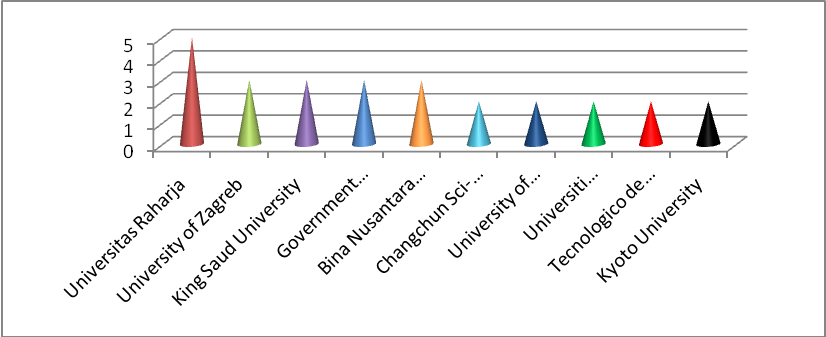 5
4
3
2
1
0
Universitas Raharja
University of Zagreb
King Saud University
Government...
Bina Nusantara...
Changchun Sci-...
University of...
Universiti...
Tecnologico de...
Kyoto University